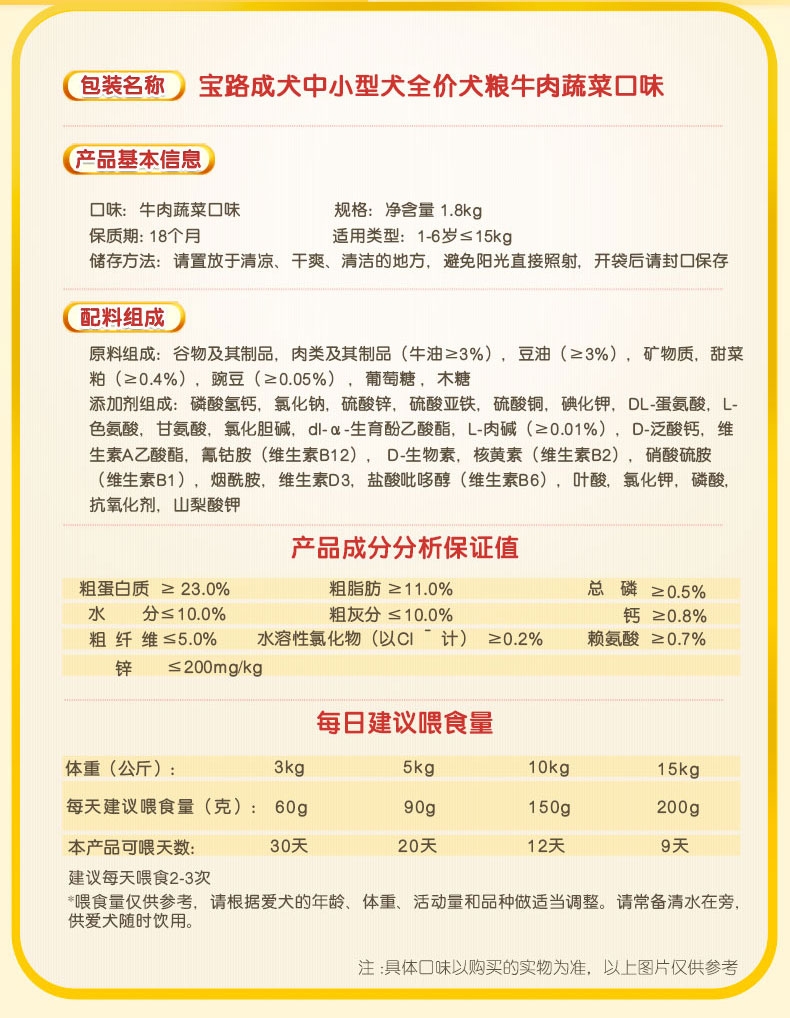 包装名称 宝路成犬中小型犬全价犬粮牛肉蔬菜口味
产品基本信息
口味：牛肉蔬菜口味 规格：净含量 1.8kg
保质期: 18个月 适用类型：1-6岁≤15kg
储存方法：请置放于清凉、干爽、清洁的地方，避免阳光直接照射，开袋后请封口保存
配料组成
原料组成：谷物及其制品，肉类及其制品（牛油≥3%），豆油（≥3%），矿物质，甜菜
粕（≥0.4%），豌豆（≥0.05%），葡萄糖，木糖
添加剂组成：磷酸氢钙，氯化钠，硫酸锌，硫酸亚铁，硫酸铜，碘化钾，DL-蛋氨酸，L-
色氨酸，甘氨酸，氯化胆碱，dl-α-生育酚乙酸酯，L-肉碱（≥0.01%），D-泛酸钙，维
生素A乙酸酯，氰钴胺（维生素B12），D-生物素，核黄素（维生素B2），硝酸硫胺
（维生素B1），烟酰胺，维生素D3，盐酸吡哆醇（维生素B6），叶酸，氯化钾，磷酸，
抗氧化剂，山梨酸钾
产品成分分析保证值
粗蛋白质 ≥ 23.0% 粗脂肪 ≥11.0% 总 磷 ≥0.5%
水 分≤10.0% 粗灰分 ≤10.0% 钙 ≥0.8%
粗 纤 维 ≤5.0% 水溶性氯化物（以Cl⁻计） ≥0.2% 赖氨酸 ≥0.7%
锌 ≤200mg/kg
每日建议喂食量
体重（公斤）: 3kg 5kg 10kg 15kg
每天建议喂食量（克）: 60g 90g 150g 200g
本产品可喂天数: 30天 20天 12天 9天
建议每天喂食2-3次
*喂食量仅供参考，请根据爱犬的年龄、体重、活动量和品种做适当调整。请常备清水在旁，
供爱犬随时饮用。
注 :具体口味以购买的实物为准，以上图片仅供参考